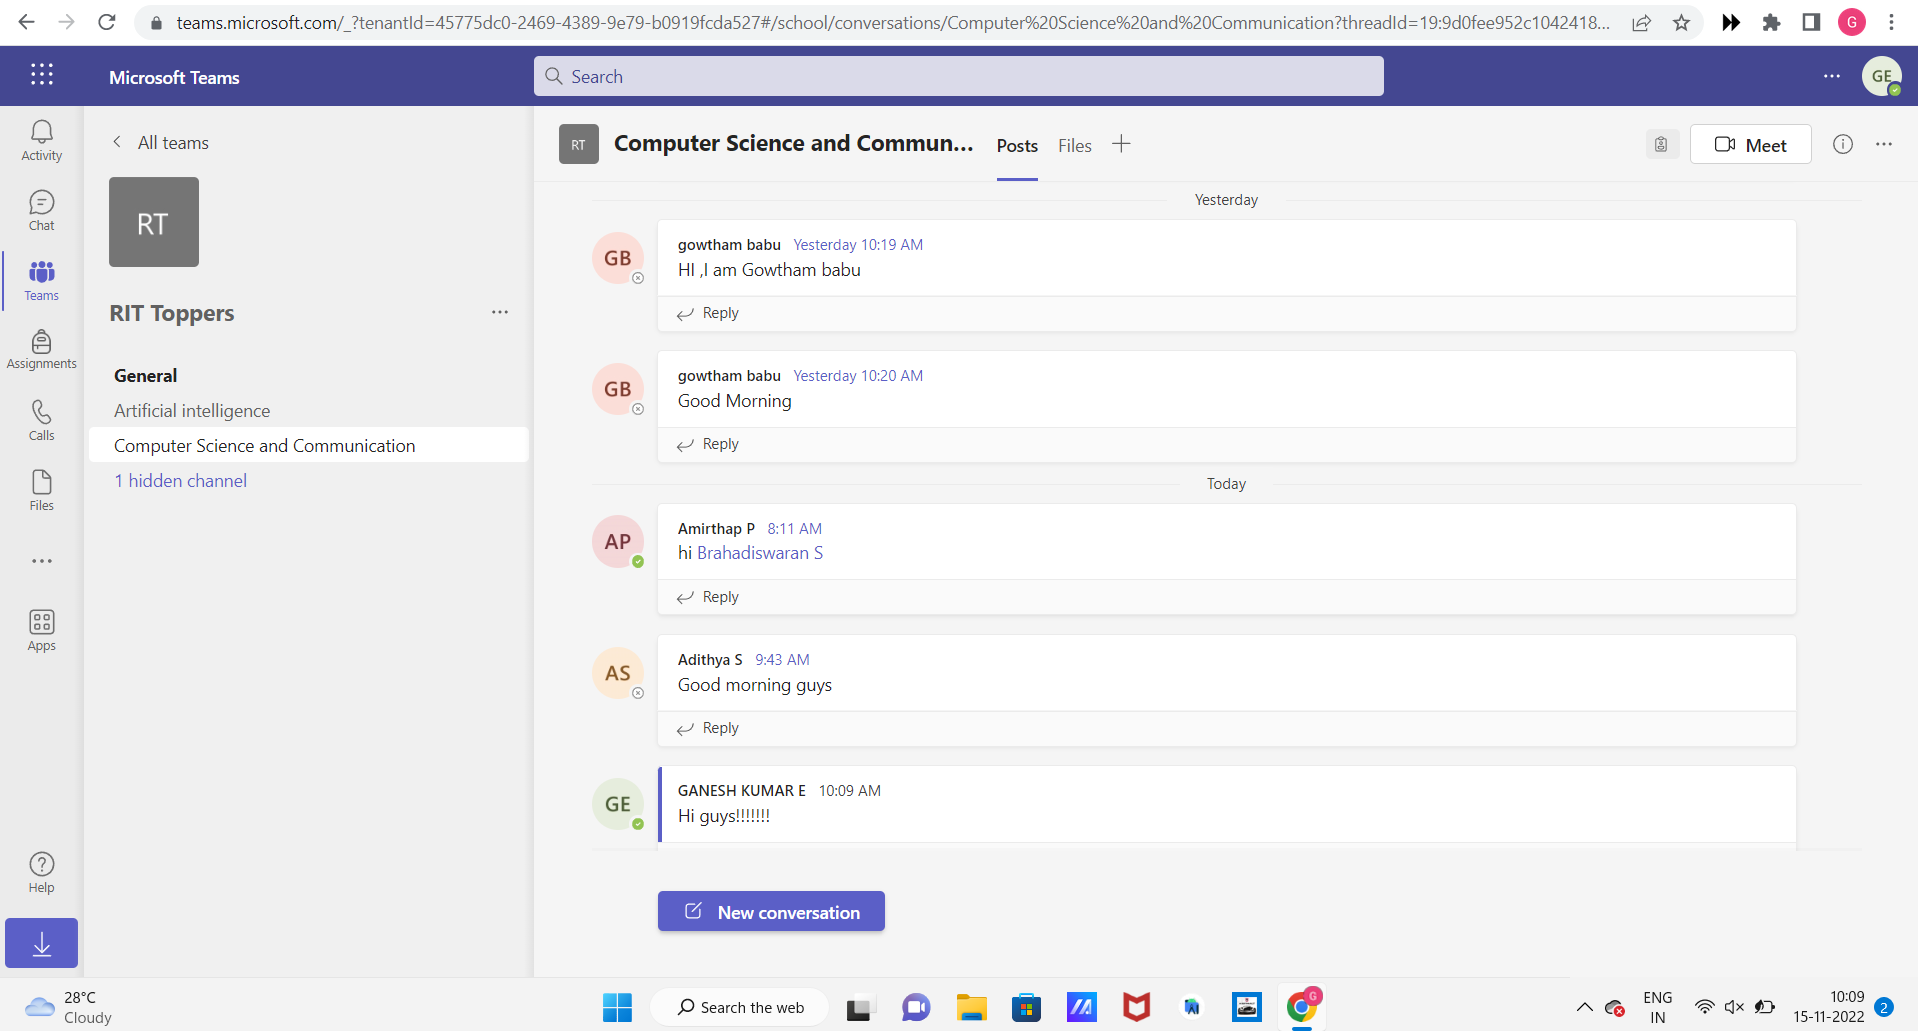 teams.microsoft.com/_?tenantId=45775dc0-2469-4389-9e79-b0919fcda527#/school/conversations/Computer%20Science%20and%20Communication?threadId=19:9d0fee952c1042418...
G
Microsoft Teams
Search
GE
Activity
Chat
Teams
Assignments
Calls
Files
Apps
Help
All teams
RT
RIT Toppers
General
Artificial intelligence
Computer Science and Communication
1 hidden channel
RT
Computer Science and Commun...
Posts
Files
Meet
Yesterday
GB
gowtham babu Yesterday 10:19 AM
HI ,I am Gowtham babu
Reply
GB
gowtham babu Yesterday 10:20 AM
Good Morning
Reply
Today
AP
Amirthap P 8:11 AM
hi Brahadiswaran S
Reply
AS
Adithya S 9:43 AM
Good morning guys
Reply
GE
GANESH KUMAR E 10:09 AM
Hi guys!!!!!!!
New conversation
28°C
Cloudy
Search the web
G
ENG
IN
10:09
15-11-2022
2